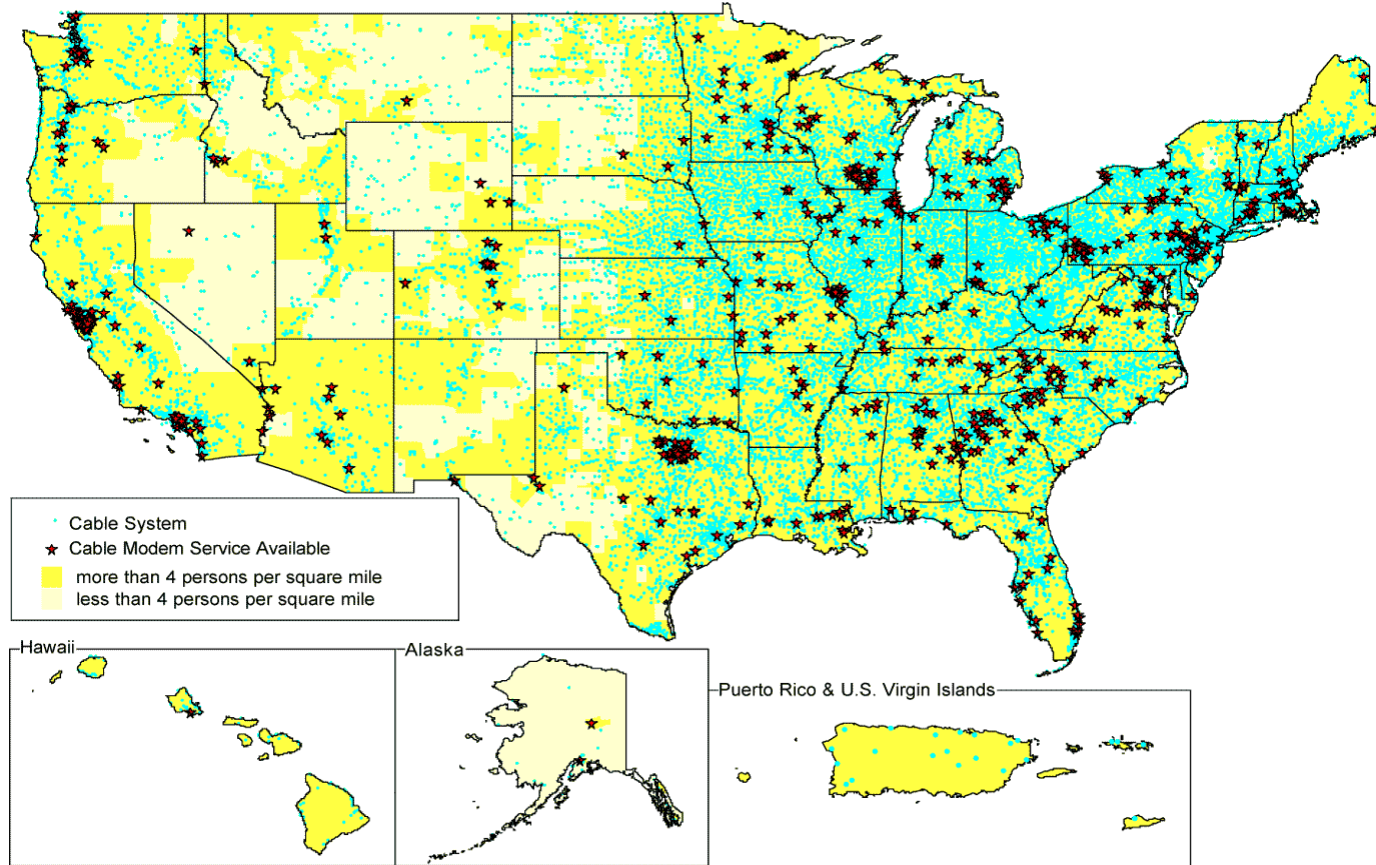 Cable System
Cable Modem Service Available
more than 4 persons per square mile
less than 4 persons per square mile
Hawaii
Alaska
Puerto Rico & U.S. Virgin Islands